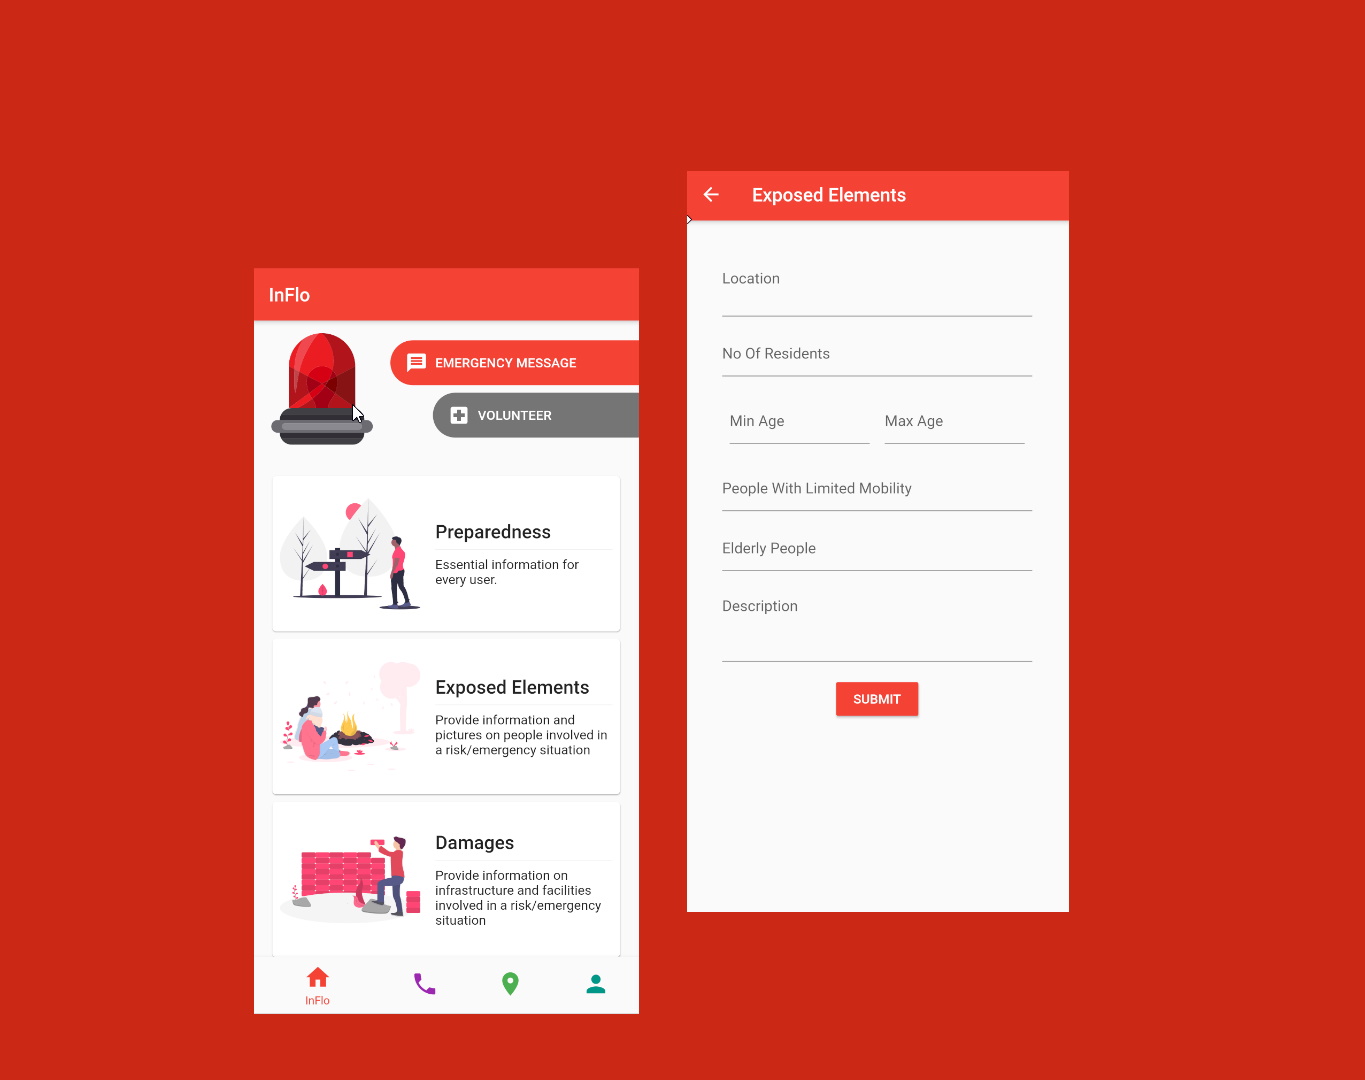 InFlo
EMERGENCY MESSAGE
VOLUNTEER
Preparedness
Essential information for
every user.
Exposed Elements
Provide information and
pictures on people involved in
a risk/emergency situation
Damages
Provide information on
infrastructure and facilities
involved in a risk/emergency
situation
InFlo
Exposed Elements
Location
No Of Residents
Min Age
Max Age
People With Limited Mobility
Elderly People
Description
SUBMIT